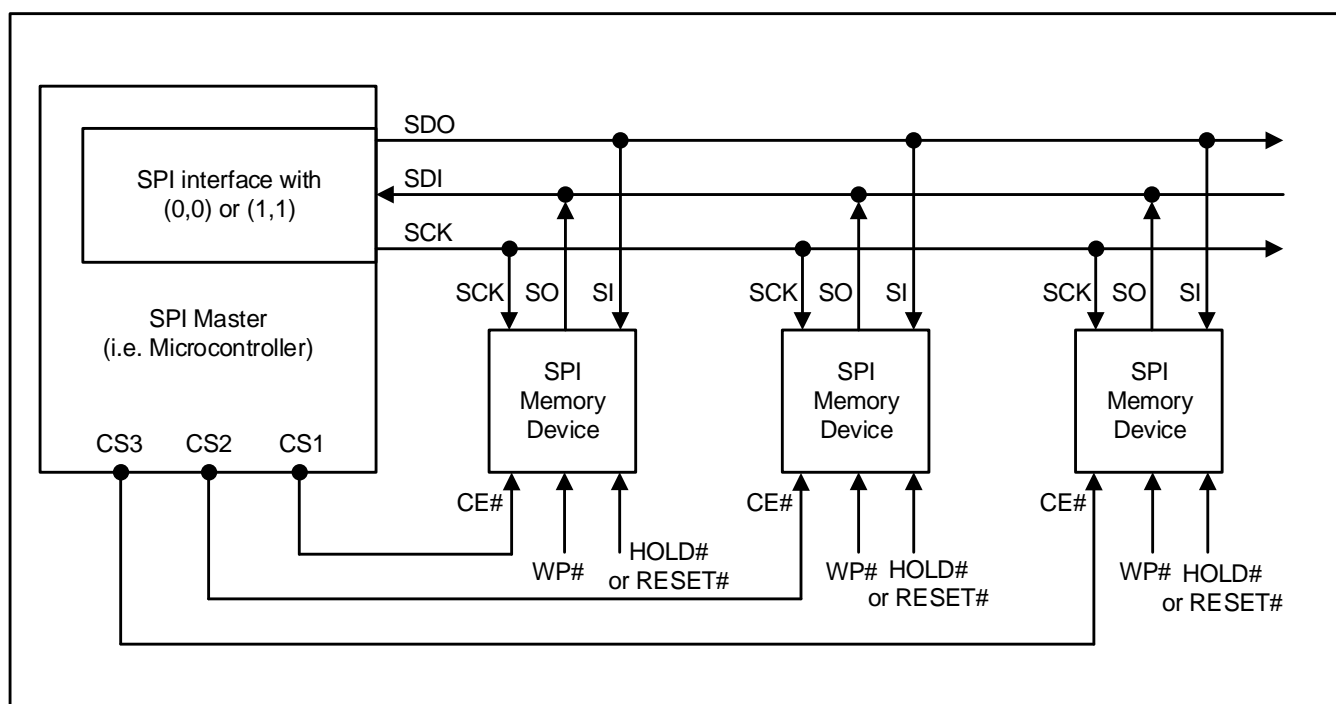 SDO
SDI
SCK
SPI interface with
(0,0) or (1,1)
SPI Master
(i.e. Microcontroller)
CS3 CS2 CS1
SCK SO SI
SPI
Memory
Device
CE#
WP#
HOLD#
or RESET#
SCK SO SI
SPI
Memory
Device
CE#
WP#
HOLD#
or RESET#
SCK SO SI
SPI
Memory
Device
CE#
WP#
HOLD#
or RESET#